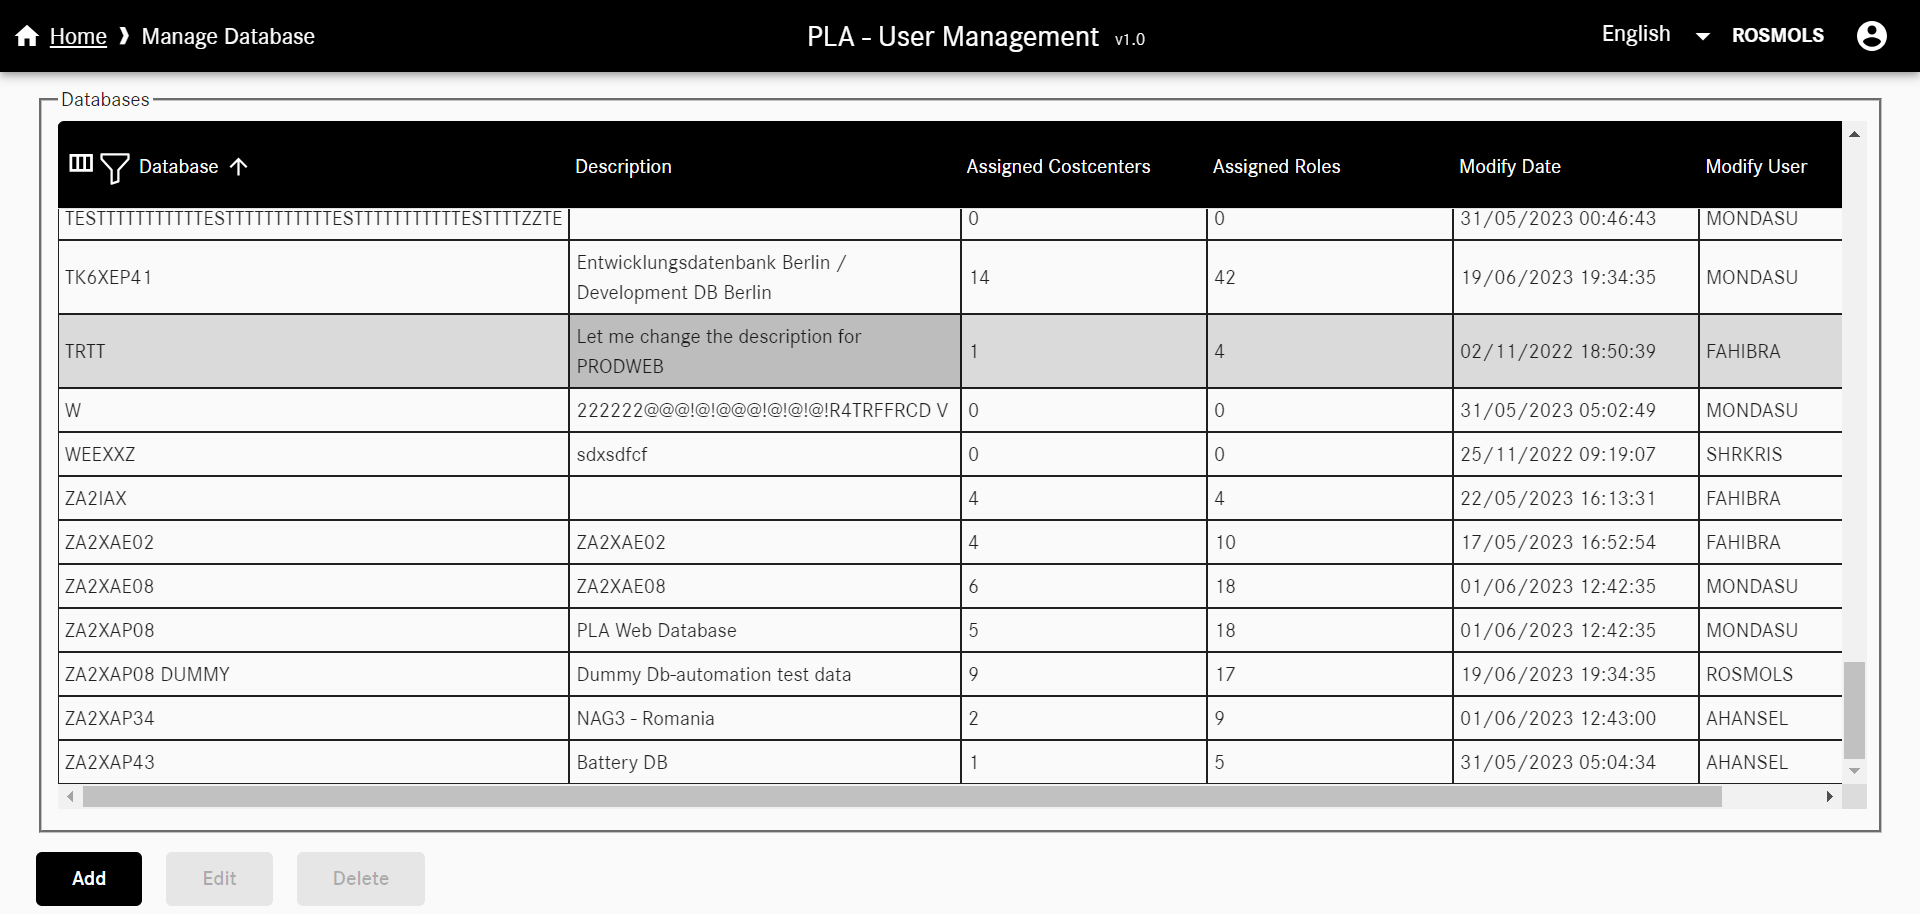 Home ❱ Manage Database
PLA - User Management v1.0
English ROSMOLS
Databases
Database Description Assigned Costcenters Assigned Roles Modify Date Modify User
0 0 31/05/2023 00:46:43 MONDASU
TK6XEP41 Entwicklungsdatenbank Berlin / 14 42 19/06/2023 19:34:35 MONDASU
Development DB Berlin
TRTT Let me change the description for 1 4 02/11/2022 18:50:39 FAHIBRA
PRODWEB
W 222222@@@!@!@@@!@!@!@!R4TRFFRCD V 0 0 31/05/2023 05:02:49 MONDASU
WEEXXZ sdxsdfcf 0 0 25/11/2022 09:19:07 SHRKRIS
ZA2IAX 4 4 22/05/2023 16:13:31 FAHIBRA
ZA2XAE02 ZA2XAE02 4 10 17/05/2023 16:52:54 FAHIBRA
ZA2XAE08 ZA2XAE08 6 18 01/06/2023 12:42:35 MONDASU
ZA2XAP08 PLA Web Database 5 18 01/06/2023 12:42:35 MONDASU
ZA2XAP08 DUMMY Dummy Db-automation test data 9 17 19/06/2023 19:34:35 ROSMOLS
ZA2XAP34 NAG3 - Romania 2 9 01/06/2023 12:43:00 AHANSEL
ZA2XAP43 Battery DB 1 5 31/05/2023 05:04:34 AHANSEL
Add Edit Delete